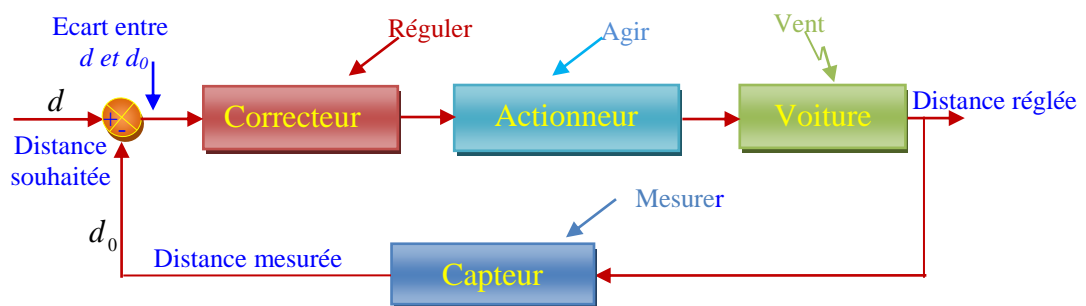 Ecart entre
d et d0
Réguler
Agir
Vent
d
+
-
Correcteur
Actionneur
Voiture
Distance réglée
Distance
souhaitée
Mesurer
d0
Distance mesurée
Capteur